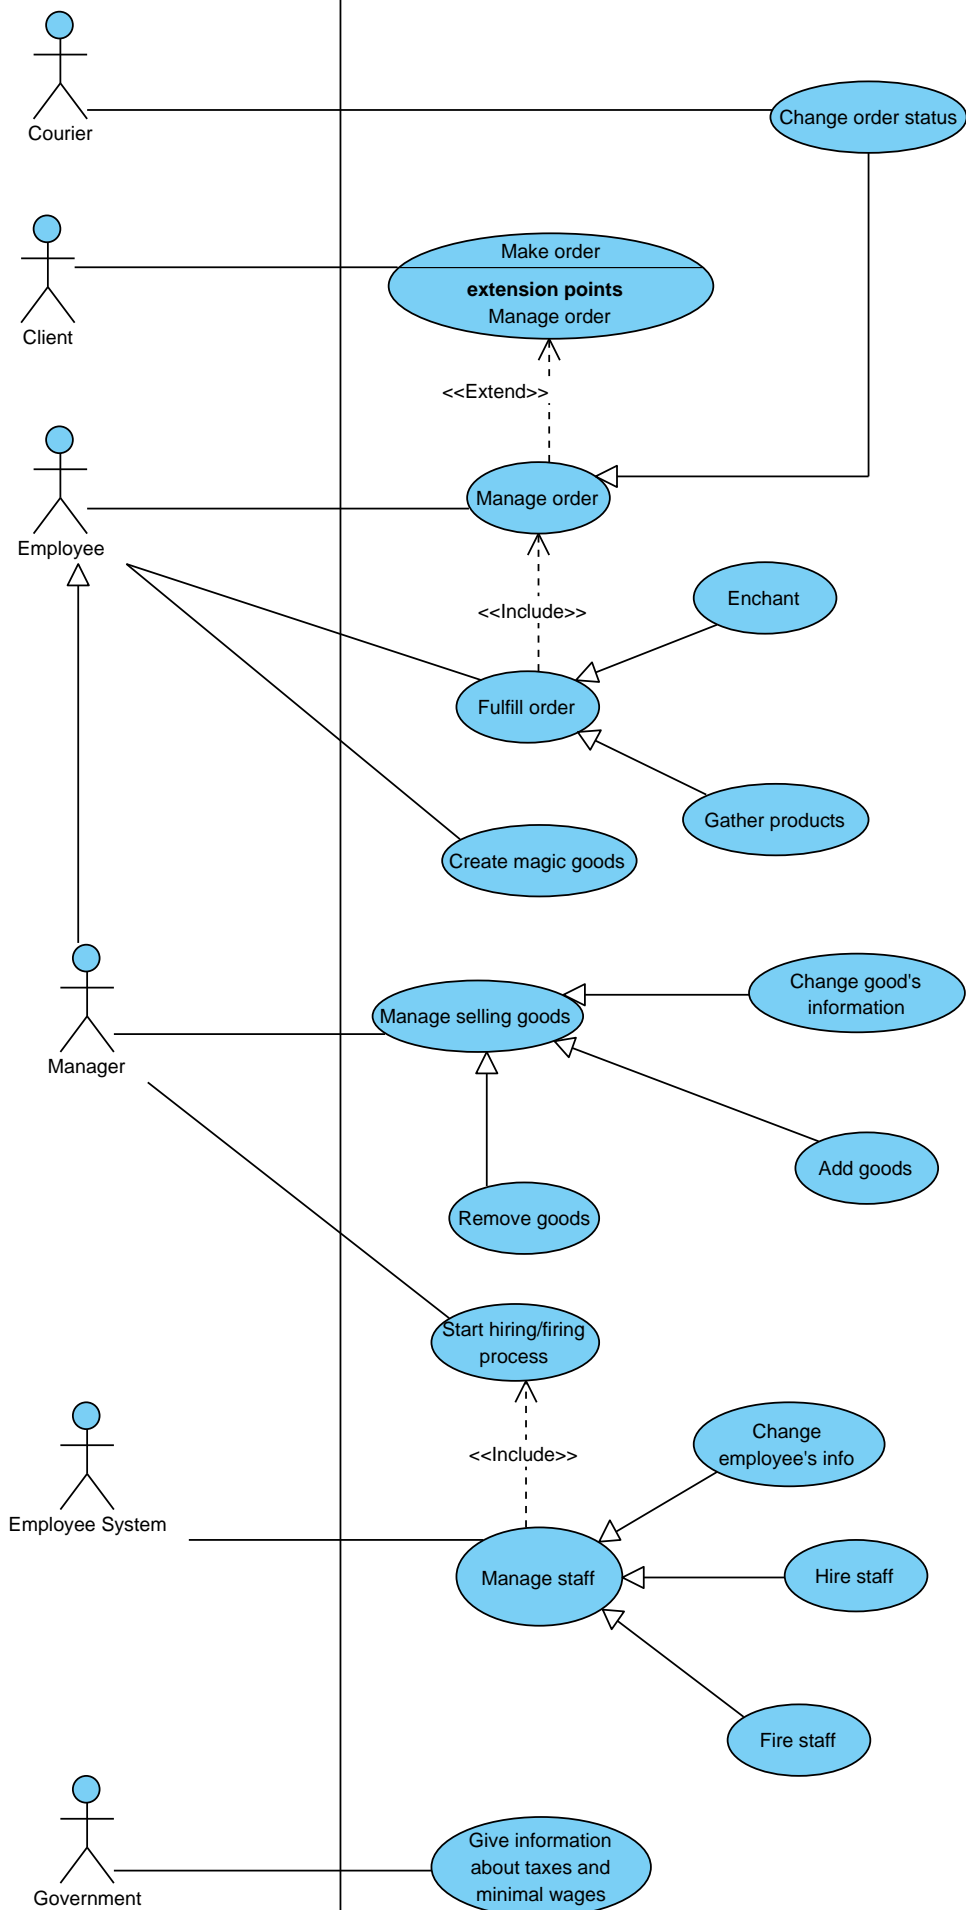 Courier
Change order status
Client
Make order
extension points
Manage order
<<Extend>>
Employee
Manage order
<<Include>>
Enchant
Fulfill order
Gather products
Create magic goods
Manager
Manage selling goods
Change good's
information
Add goods
Remove goods
Start hiring/firing
process
<<Include>>
Change
employee's info
Employee System
Manage staff
Hire staff
Fire staff
Government
Give information
about taxes and
minimal wages